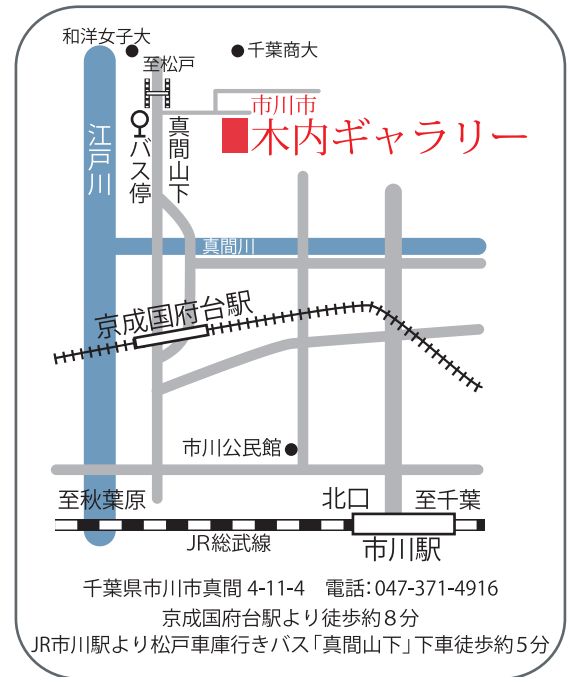 和洋女子大
千葉商大
至松戸
市川市
木内ギャラリー
江戸川
バス停
真間山下
真間川
京成国府台駅
市川公民館
至秋葉原
北口
至千葉
JR総武線
市川駅
千葉県市川市真間 4-11-4　電話:047-371-4916
京成国府台駅より徒歩約８分
JR市川駅より松戸車庫行きバス「真間山下」下車徒歩約５分